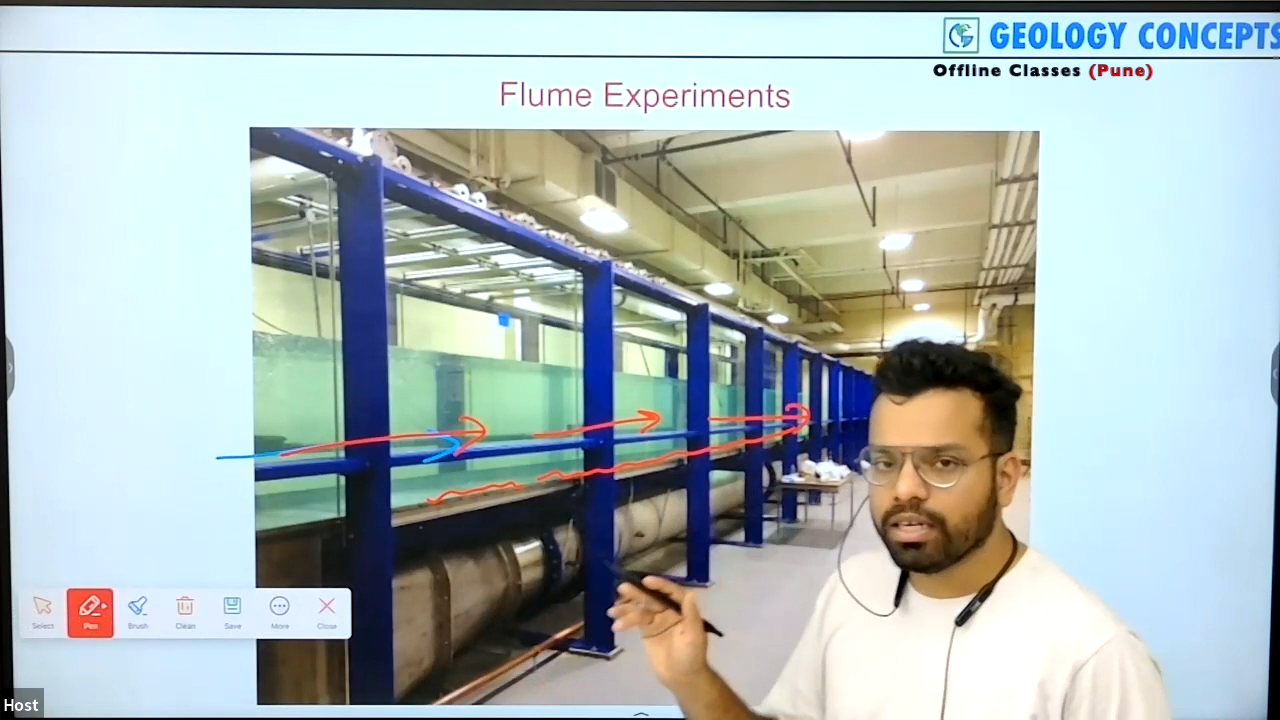 GEOLOGY CONCEPTS
Offline Classes (Pune)
Flume Experiments
Select
Pen
Brush
Clean
Save
More
Close
Host